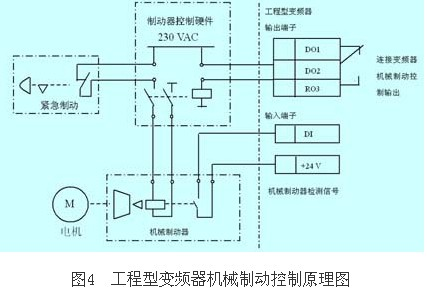 制动器控制硬件
230 VAC
工程型变频器
输出端子
DO1
DO2
RO3
连接变频器
机械制动控
制输出
紧急制动
输入端子
DI
+24 V
机械制动器检测信号
M
电机
机械制动器
图4 工程型变频器机械制动控制原理图